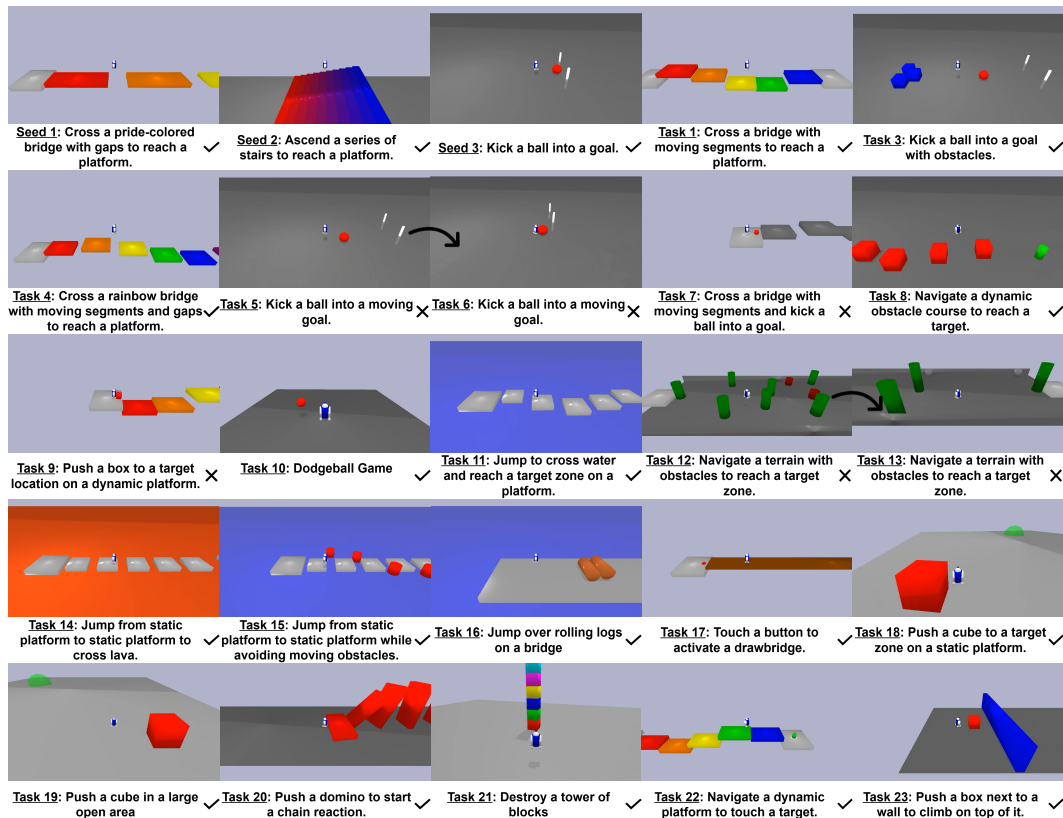 Seed 1: Cross a pride-colored
bridge with gaps to reach a
platform.
Seed 2: Ascend a series of
stairs to reach a platform.
Seed 3: Kick a ball into a goal.
Task 1: Cross a bridge with
moving segments to reach a
platform.
Task 3: Kick a ball into a goal
with obstacles.
Task 4: Cross a rainbow bridge
with moving segments and gaps
to reach a platform.
Task 5: Kick a ball into a moving
goal.
Task 6: Kick a ball into a moving
goal.
Task 7: Cross a bridge with
moving segments and kick a
ball into a goal.
Task 8: Navigate a dynamic
obstacle course to reach a
target.
Task 9: Push a box to a target
location on a dynamic platform.
Task 10: Dodgeball Game
Task 11: Jump to cross water
and reach a target zone on a
platform.
Task 12: Navigate a terrain with
obstacles to reach a target
zone.
Task 13: Navigate a terrain with
obstacles to reach a target
zone.
Task 14: Jump from static
platform to static platform to
cross lava.
Task 15: Jump from static
platform to static platform while
avoiding moving obstacles.
Task 16: Jump over rolling logs
on a bridge
Task 17: Touch a button to
activate a drawbridge.
Task 18: Push a cube to a target
zone on a static platform.
Task 19: Push a cube in a large
open area
Task 20: Push a domino to start
a chain reaction.
Task 21: Destroy a tower of
blocks
Task 22: Navigate a dynamic
platform to touch a target.
Task 23: Push a box next to a
wall to climb on top of it.